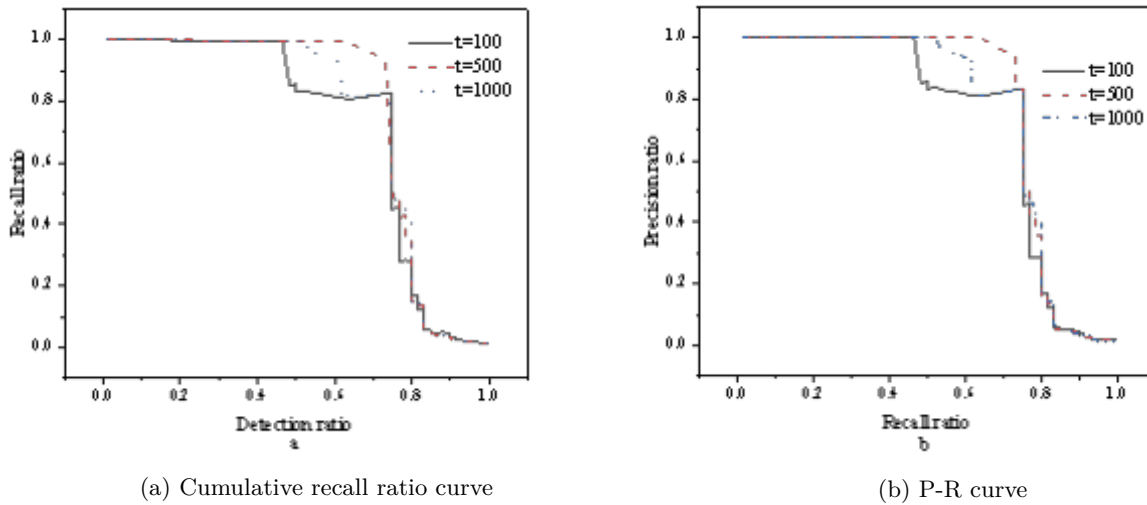 1.0
0.8
0.6
0.4
0.2
0.0
Recall ratio
t=100
t=500
t=1000
0.0 0.2 0.4 0.6 0.8 1.0
Detection ratio
a
(a) Cumulative recall ratio curve
1.0
0.8
0.6
0.4
0.2
0.0
Precision ratio
t=100
t=500
t=1000
0.0 0.2 0.4 0.6 0.8 1.0
Recall ratio
b
(b) P-R curve